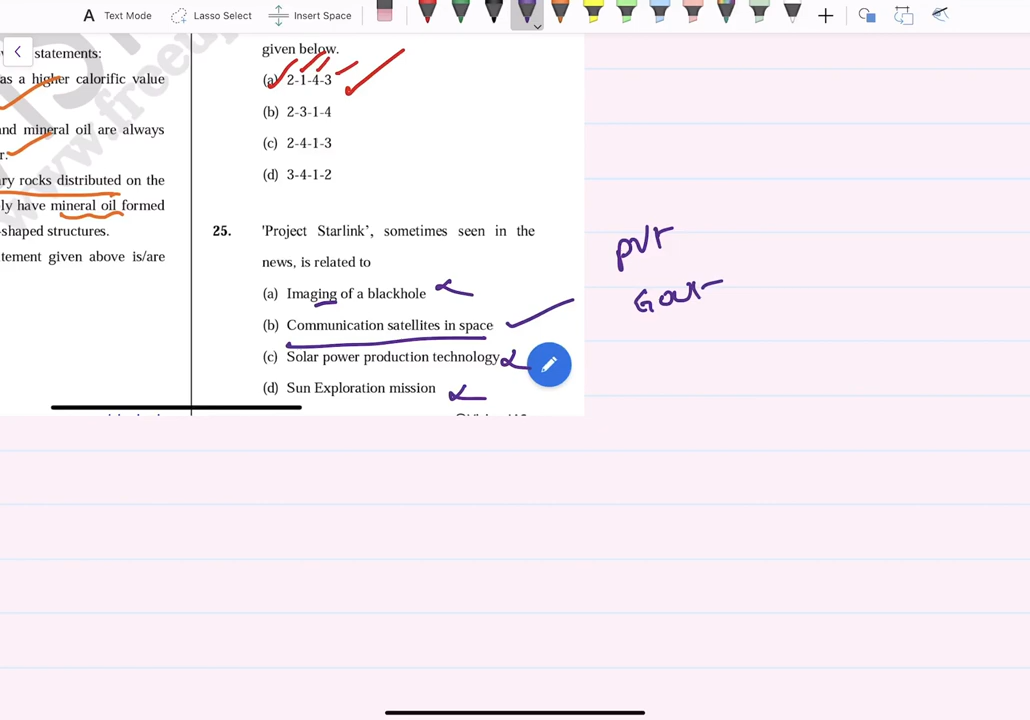 A Text Mode Lasso Select Insert Space
statements:
as a higher calorific value
and mineral oil are always
r.
ry rocks distributed on the
ly have mineral oil formed
-shaped structures.
tement given above is/are
given below.
(a) 2-1-4-3
(b) 2-3-1-4
(c) 2-4-1-3
(d) 3-4-1-2
25. 'Project Starlink', sometimes seen in the
news, is related to
(a) Imaging of a blackhole
(b) Communication satellites in space
(c) Solar power production technology
(d) Sun Exploration mission
pvt